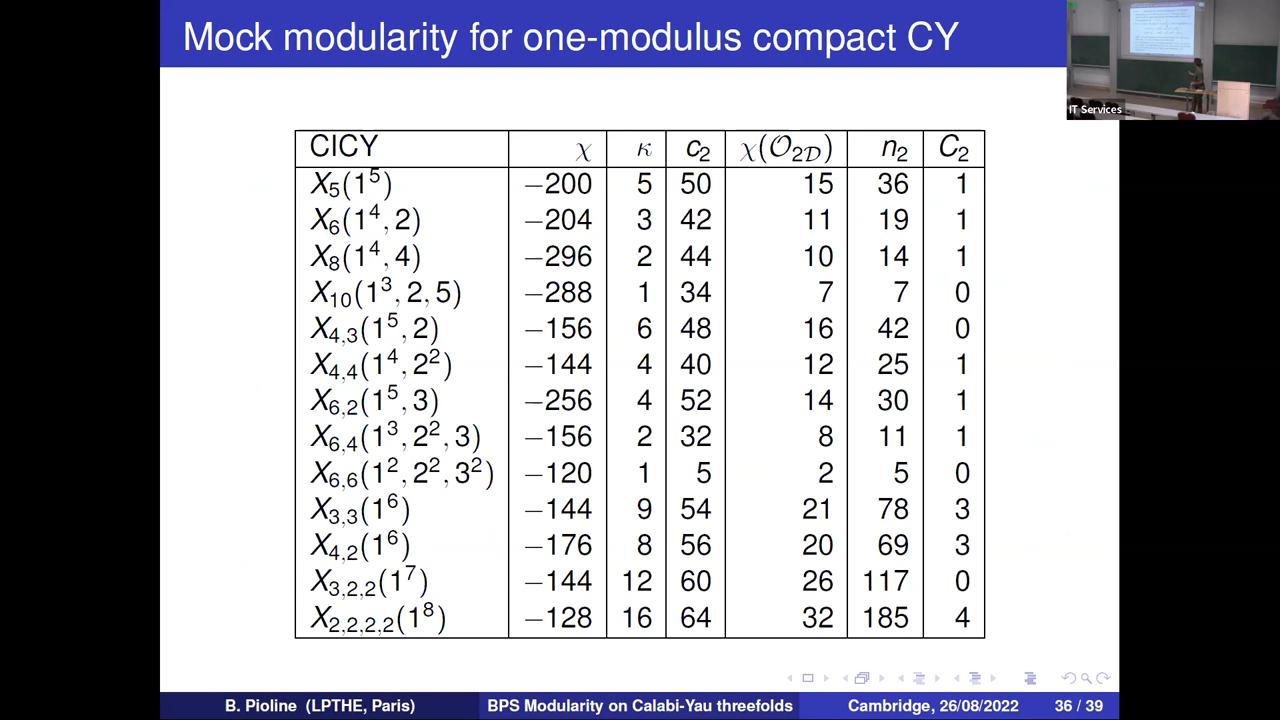 Mock modularity for one-modulus compact CY
IT Services
CICY χ κ c₂ χ(𝒪₂𝒟) n₂ C₂
X₅(1⁵) −200 5 50 15 36 1
X₆(1⁴, 2) −204 3 42 11 19 1
X₈(1⁴, 4) −296 2 44 10 14 1
X₁₀(1³, 2, 5) −288 1 34 7 7 0
X₄,₃(1⁵, 2) −156 6 48 16 42 0
X₄,₄(1⁴, 2²) −144 4 40 12 25 1
X₆,₂(1⁵, 3) −256 4 52 14 30 1
X₆,₄(1³, 2², 3) −156 2 32 8 11 1
X₆,₆(1², 2², 3²) −120 1 5 2 5 0
X₃,₃(1⁶) −144 9 54 21 78 3
X₄,₂(1⁶) −176 8 56 20 69 3
X₃,₂,₂(1⁷) −144 12 60 26 117 0
X₂,₂,₂,₂(1⁸) −128 16 64 32 185 4
B. Pioline (LPTHE, Paris) BPS Modularity on Calabi-Yau threefolds Cambridge, 26/08/2022 36 / 39